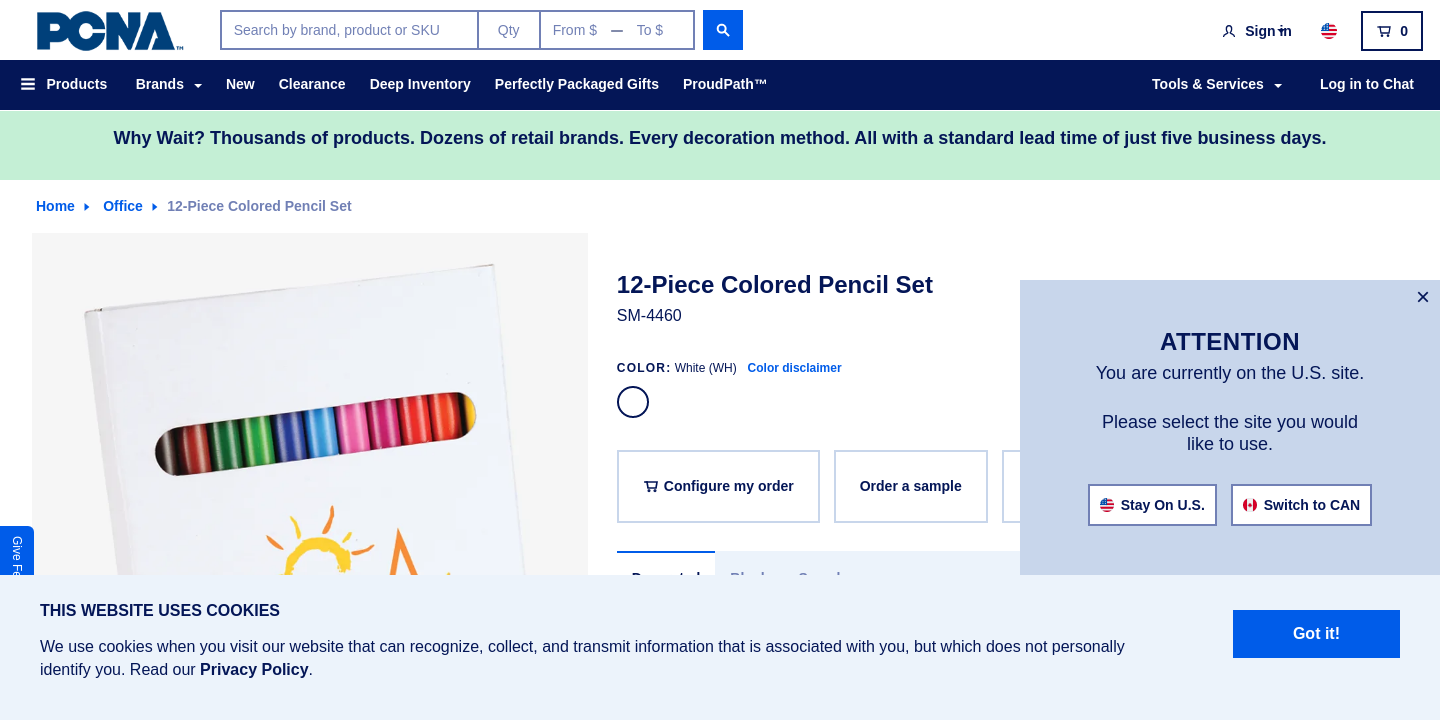 PCNA™
Search by brand, product or SKU
Qty
From $ — To $
Sign in
0
Products
Brands
New
Clearance
Deep Inventory
Perfectly Packaged Gifts
ProudPath™
Tools & Services
Log in to Chat
Why Wait? Thousands of products. Dozens of retail brands. Every decoration method. All with a standard lead time of just five business days.
Home
Office
12-Piece Colored Pencil Set
12-Piece Colored Pencil Set
SM-4460
COLOR: White (WH) Color disclaimer
Configure my order
Order a sample
×
ATTENTION
You are currently on the U.S. site.
Please select the site you would
like to use.
Stay On U.S.
Switch to CAN
Give
THIS WEBSITE USES COOKIES
We use cookies when you visit our website that can recognize, collect, and transmit information that is associated with you, but which does not personally
identify you. Read our Privacy Policy.
Got it!